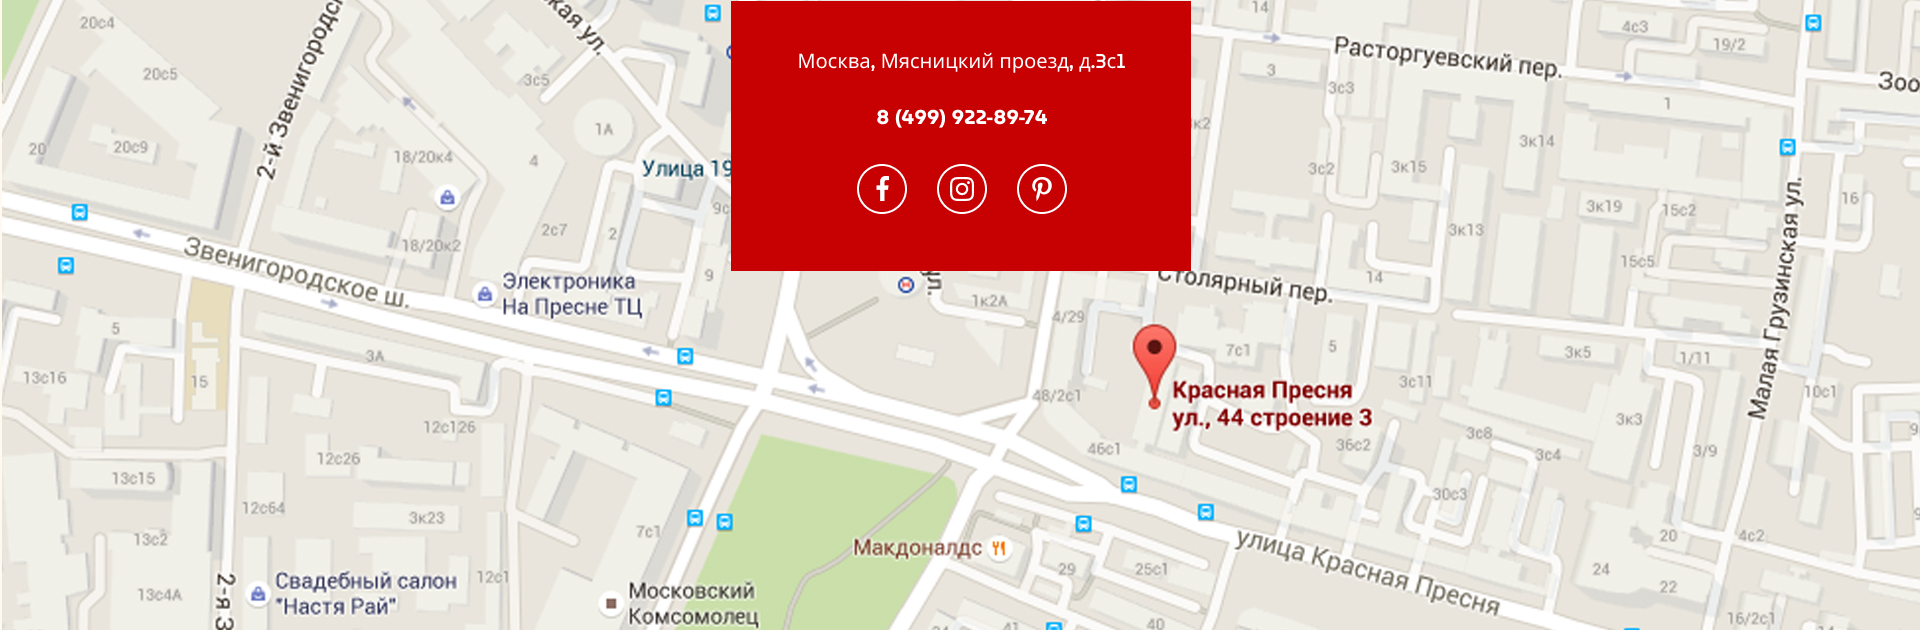 Москва, Мясницкий проезд, д.3с1
8 (499) 922-89-74
20с4
20с5
20с9
20
2-й Звенигородс
кая ул.
3с5
1А
4
18/20к4
18/20к2
2с7
2
9
9с
Улица 19
Звенигородское ш.
Электроника
На Пресне ТЦ
14
Расторгуевский пер.
4с3
19/2
Зоо
3
3с3
1
к2
3к14
3с2
3к15
3к19
15с2
16
3к13
15с5
14
Столярный пер.
ул.
1к2А
4/29
7с1
5
3к5
1/11
Малая Грузинская ул.
10с1
3с11
Красная Пресня
ул., 44 строение 3
48/2с1
46с1
36с2
3с8
3с4
3к3
3/9
9
30с3
5
3А
13с16
15
12с126
12с26
13с15
12с64
3к23
7с1
13с2
13с4А
12с1
2-я З
Свадебный салон
"Настя Рай"
Московский
Комсомолец
Макдоналдс
29
25с1
24
41
40
улица Красная Пресня
20
4с2
24
22
16/2с1